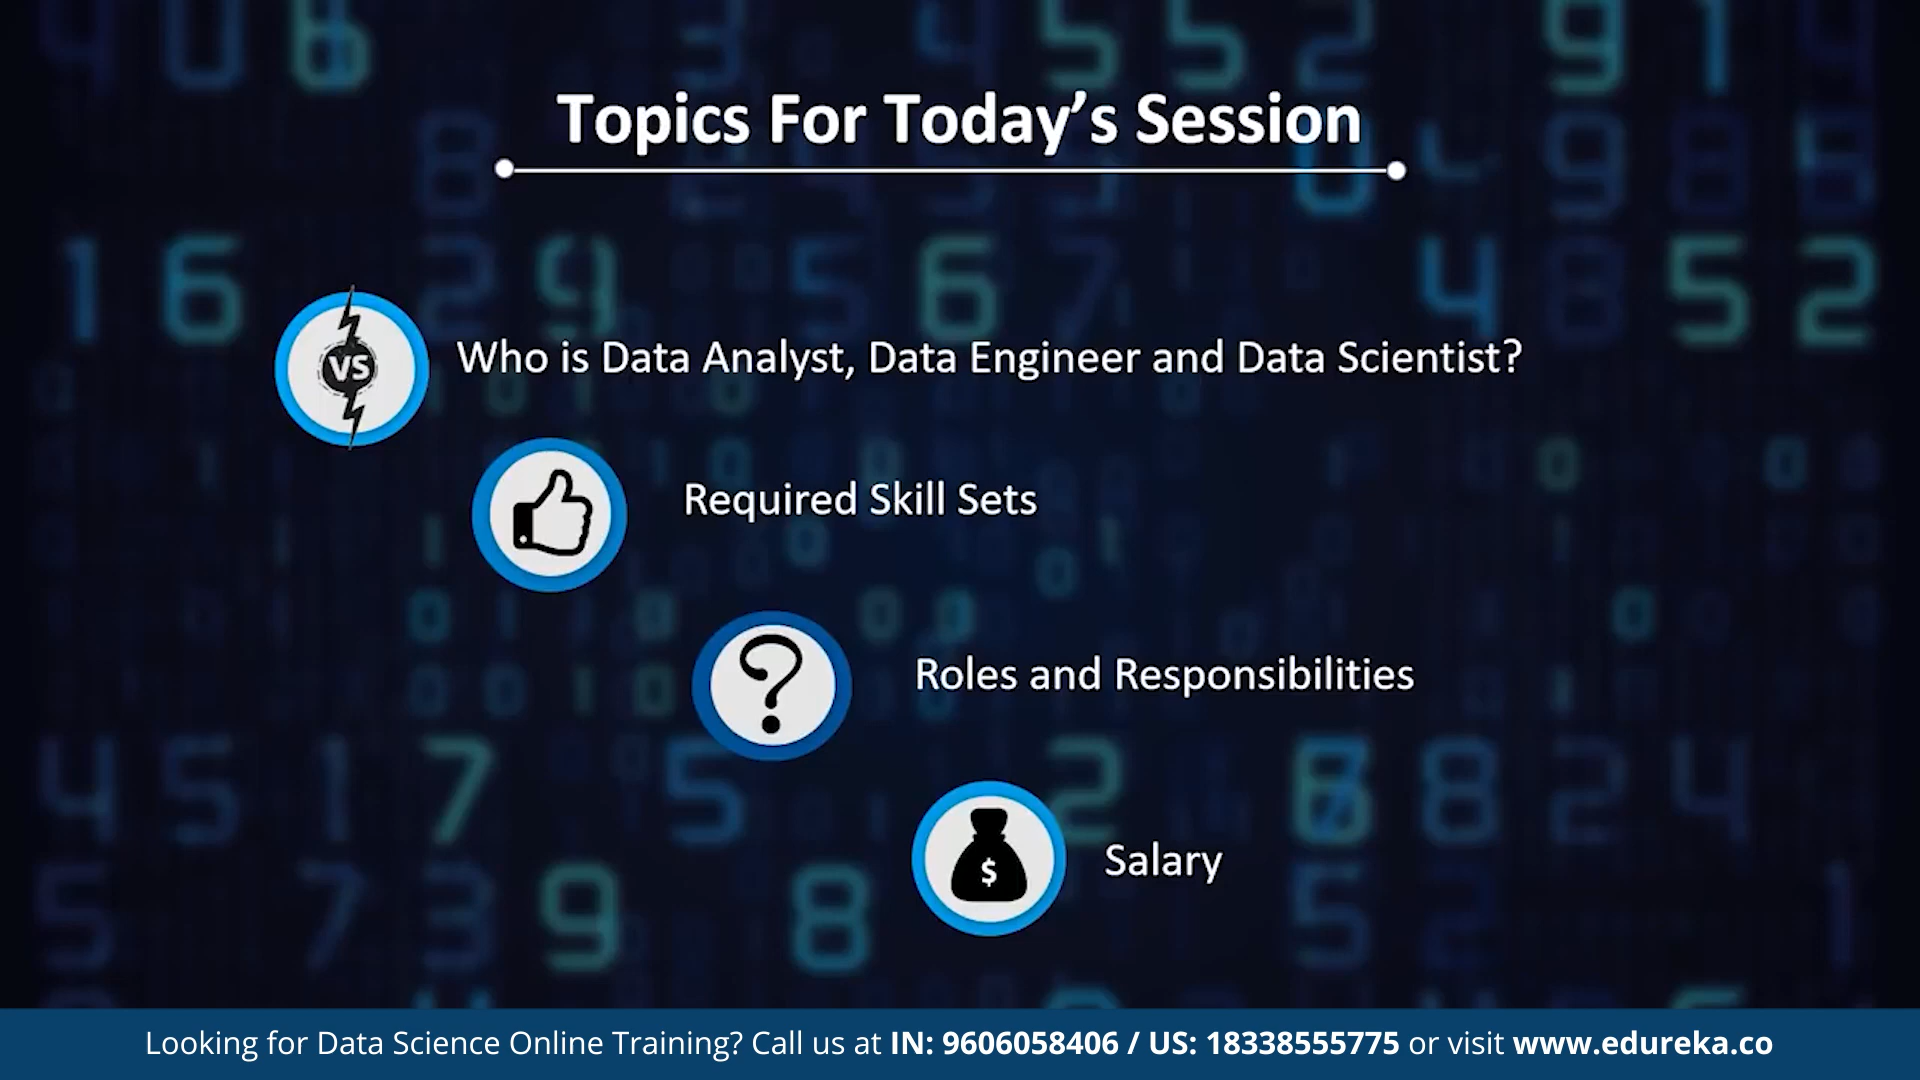 Topics For Today’s Session
VS
Who is Data Analyst, Data Engineer and Data Scientist?
Required Skill Sets
?
Roles and Responsibilities
$
Salary
Looking for Data Science Online Training? Call us at IN: 9606058406 / US: 18338555775 or visit www.edureka.co